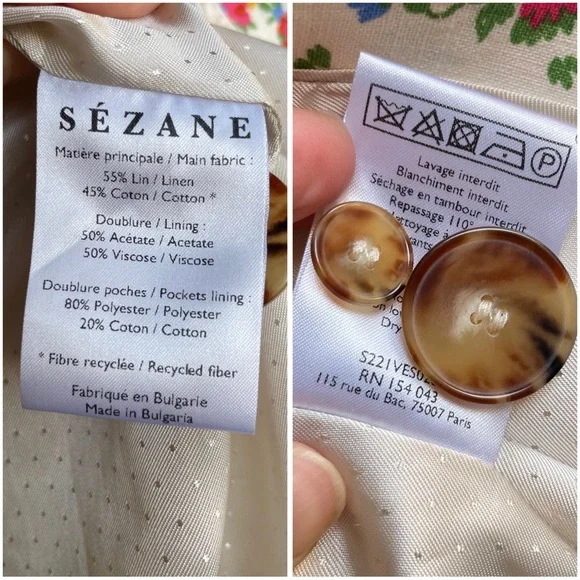 SÉZANE
Matière principale / Main fabric :
55% Lin / Linen
45% Coton / Cotton *
Doublure / Lining :
50% Acétate / Acetate
50% Viscose / Viscose
Doublure poches / Pockets lining :
80% Polyester / Polyester
20% Coton / Cotton
* Fibre recyclée / Recycled fiber
Fabriqué en Bulgarie
Made in Bulgaria
P
Lavage interdit
Blanchiment interdit
Séchage en tambour interdit
Repassage 110°
Dry
S221VES02
RN 154 043
115 rue du Bac, 75007 Paris